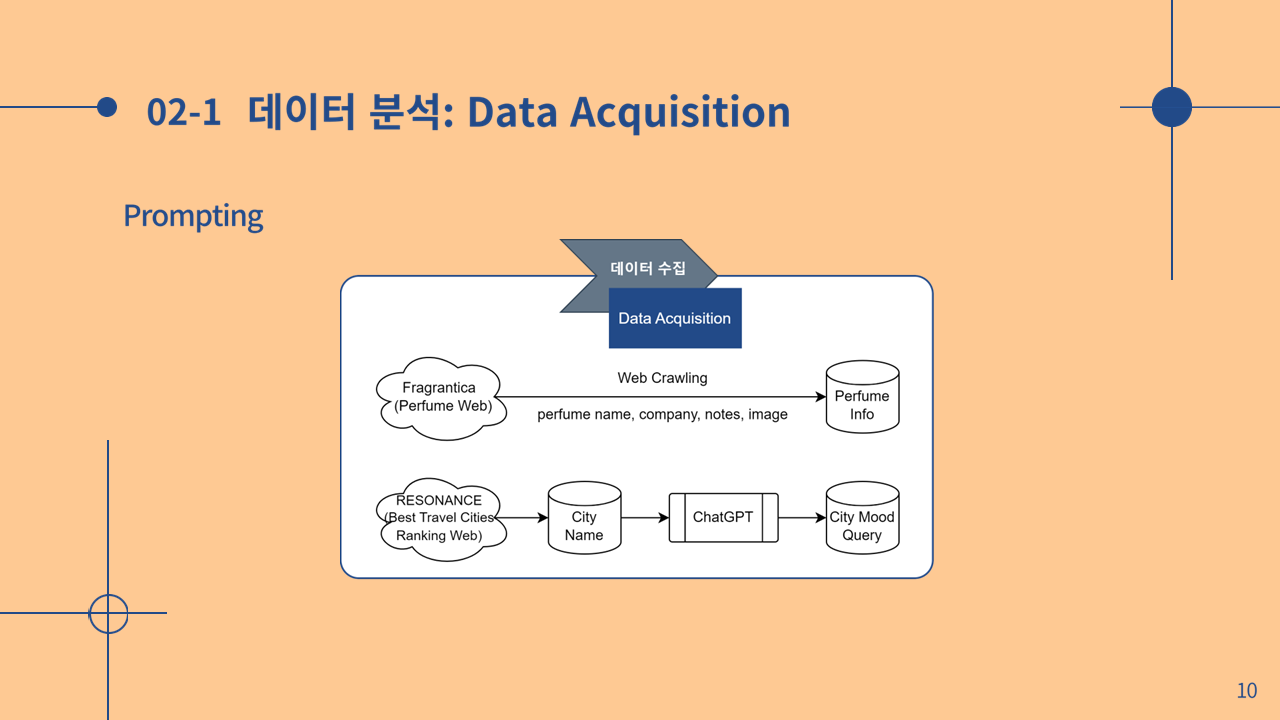 02-1 데이터 분석: Data Acquisition
Prompting
데이터 수집
Data Acquisition
Fragrantica
(Perfume Web)
Web Crawling
perfume name, company, notes, image
Perfume
Info
RESONANCE
(Best Travel Cities
Ranking Web)
City
Name
ChatGPT
City Mood
Query
10